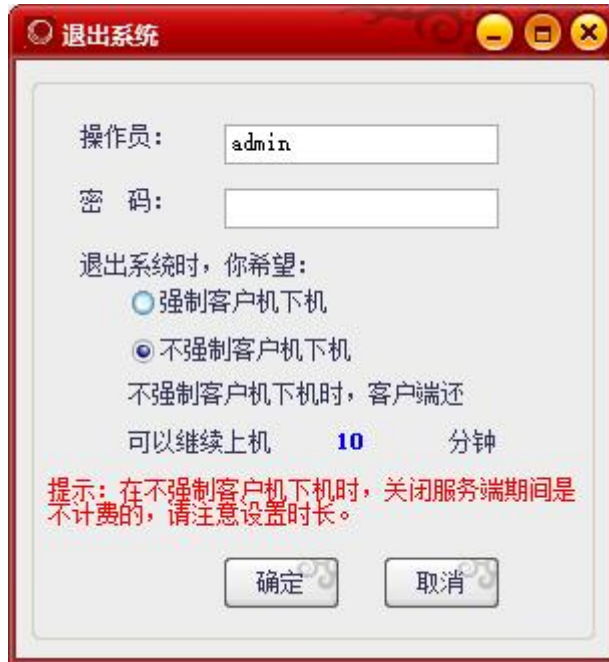 退出系统
操作员：
admin
密 码：
退出系统时，你希望：
强制客户机下机
不强制客户机下机
不强制客户机下机时，客户端还
可以继续上机 10 分钟
提示：在不强制客户机下机时，关闭服务端期间是
不计费的，请注意设置时长。
确定 取消